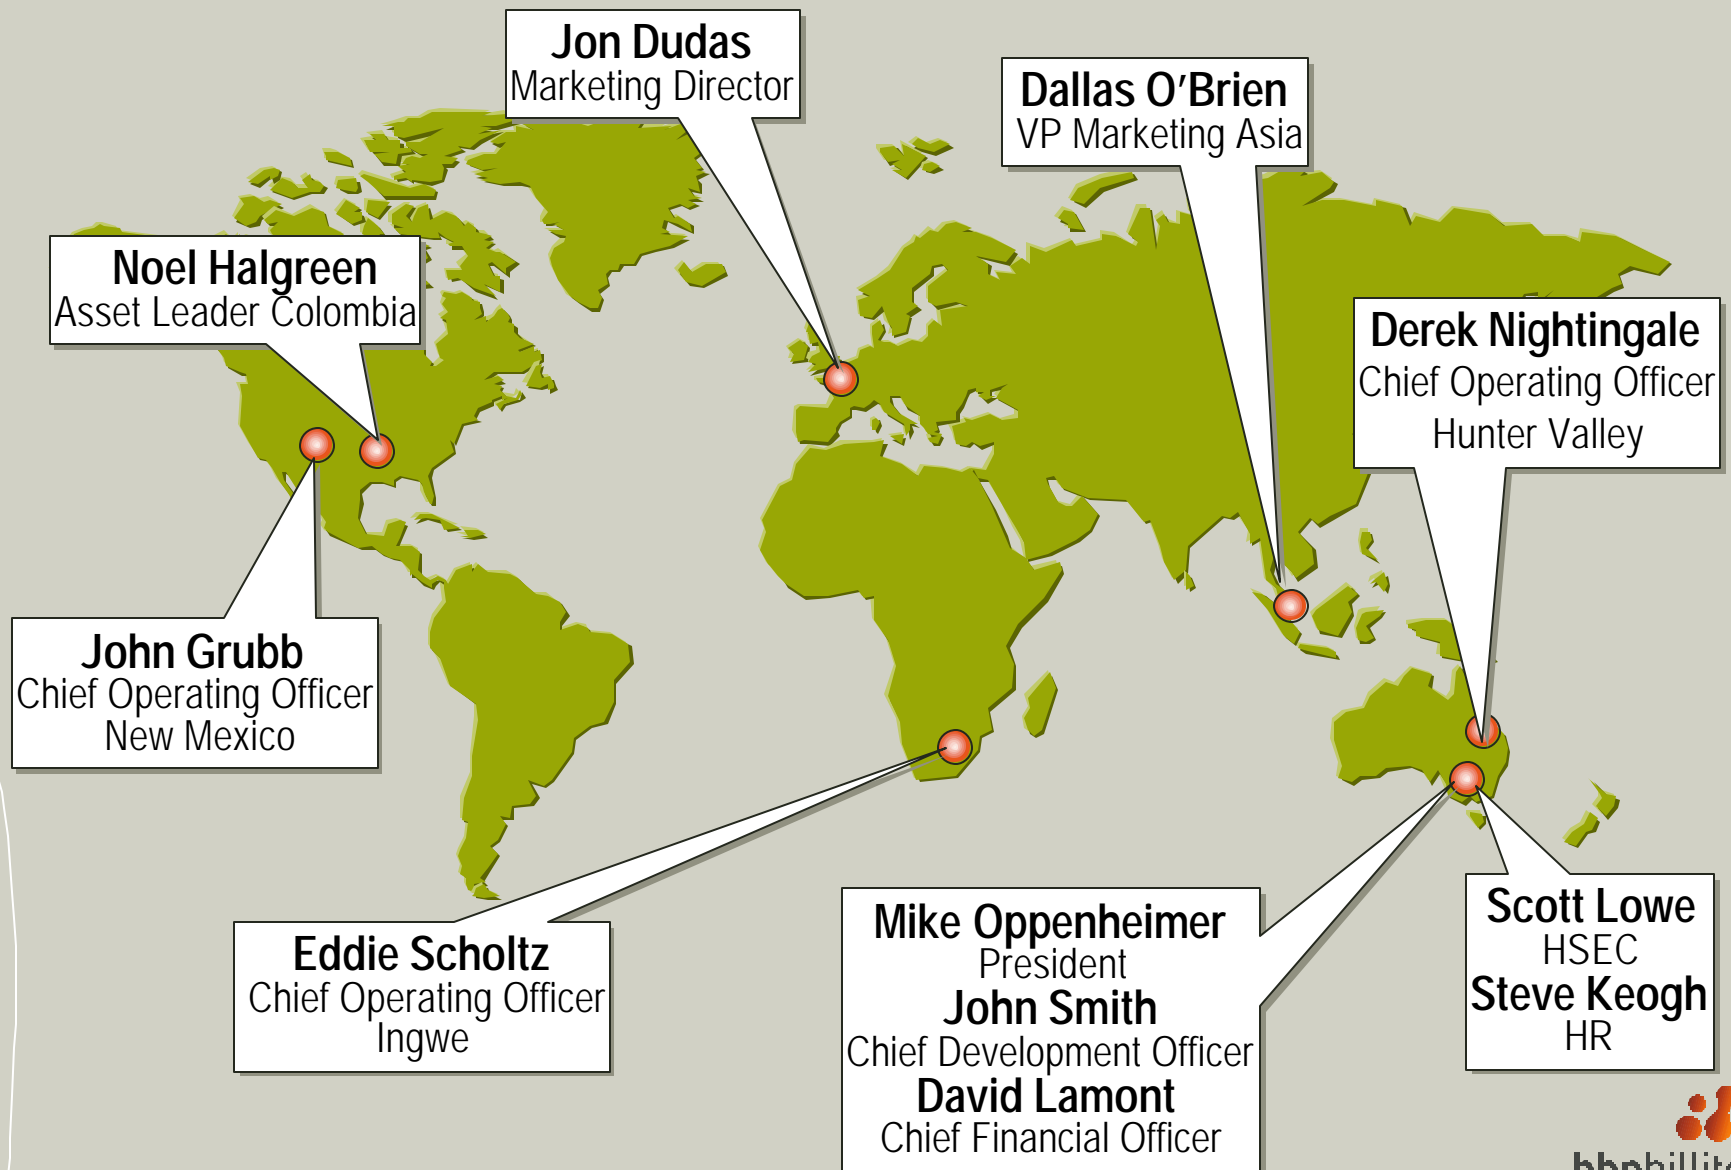 Jon Dudas
Marketing Director
Dallas O'Brien
VP Marketing Asia
Noel Halgreen
Asset Leader Colombia
Derek Nightingale
Chief Operating Officer
Hunter Valley
John Grubb
Chief Operating Officer
New Mexico
Eddie Scholtz
Chief Operating Officer
Ingwe
Mike Oppenheimer
President
John Smith
Chief Development Officer
David Lamont
Chief Financial Officer
Scott Lowe
HSEC
Steve Keogh
HR